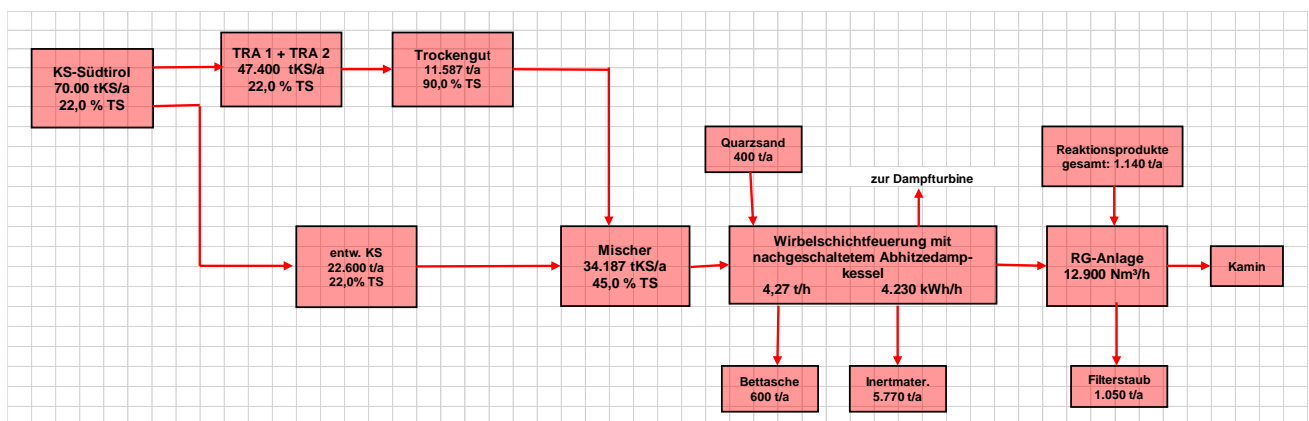 KS-Südtirol
70.00 tKS/a
22,0 % TS
TRA 1 + TRA 2
47.400 tKS/a
22,0 % TS
Trockengut
11.587 t/a
90,0 % TS
entw. KS
22.600 t/a
22,0% TS
Mischer
34.187 tKS/a
45,0 % TS
Quarzsand
400 t/a
zur Dampfturbine
Wirbelschichtfeuerung mit
nachgeschaltetem Abhitzedamp-
kessel
4,27 t/h 4.230 kWh/h
Bettasche
600 t/a
Inertmater.
5.770 t/a
Reaktionsprodukte
gesamt: 1.140 t/a
RG-Anlage
12.900 Nm³/h
Kamin
Filterstaub
1.050 t/a